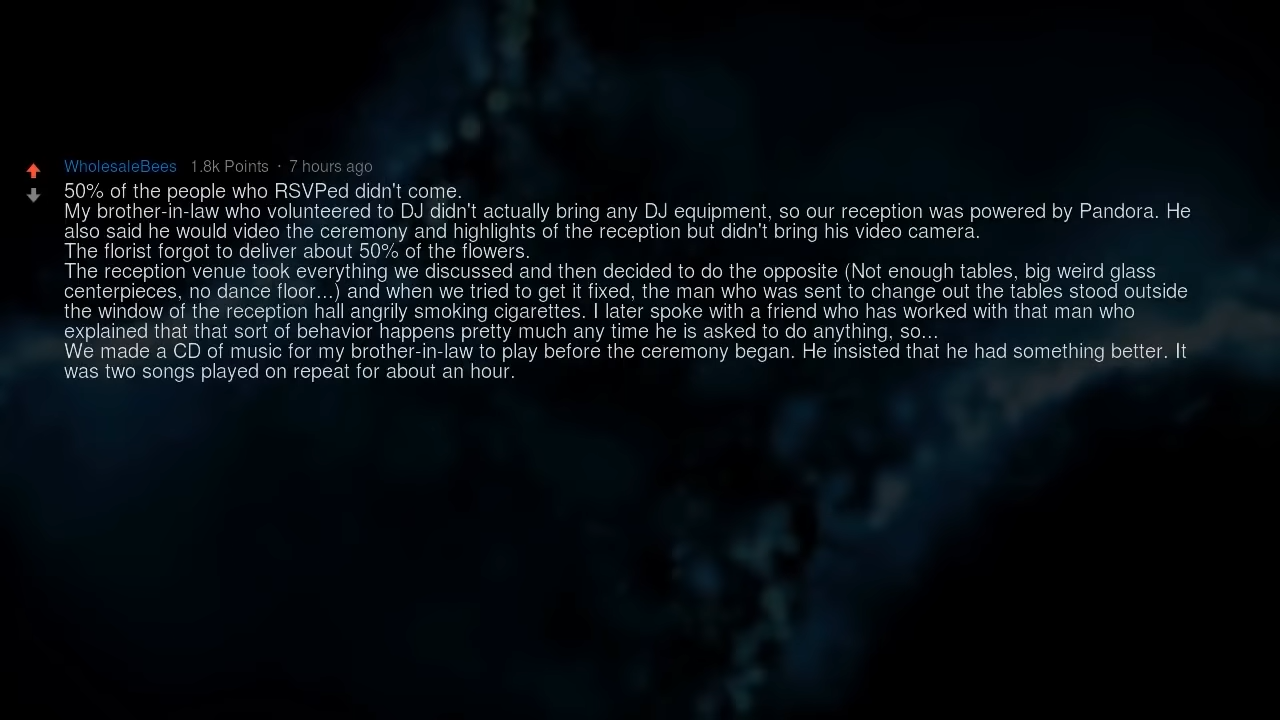 WholesaleBees 1.8k Points · 7 hours ago
50% of the people who RSVPed didn't come.
My brother-in-law who volunteered to DJ didn't actually bring any DJ equipment, so our reception was powered by Pandora. He
also said he would video the ceremony and highlights of the reception but didn't bring his video camera.
The florist forgot to deliver about 50% of the flowers.
The reception venue took everything we discussed and then decided to do the opposite (Not enough tables, big weird glass
centerpieces, no dance floor...) and when we tried to get it fixed, the man who was sent to change out the tables stood outside
the window of the reception hall angrily smoking cigarettes. I later spoke with a friend who has worked with that man who
explained that that sort of behavior happens pretty much any time he is asked to do anything, so...
We made a CD of music for my brother-in-law to play before the ceremony began. He insisted that he had something better. It
was two songs played on repeat for about an hour.